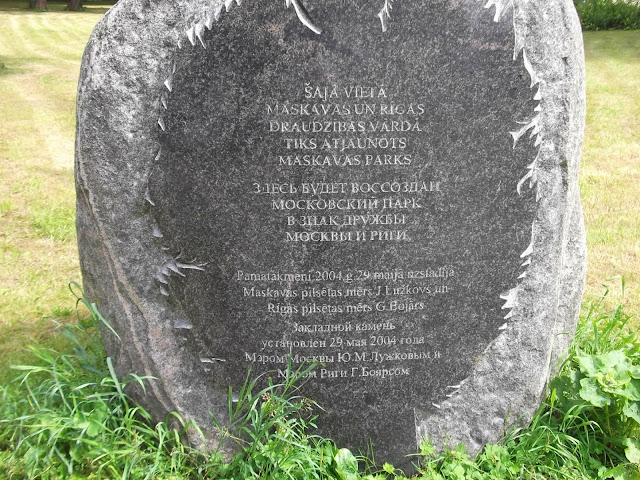 ŠAJĀ VIETĀ
MASKAVAS UN RĪGAS
DRAUDZĪBAS VĀRDĀ
TIKS ATJAUNOTS
MASKAVAS PARKS
ЗДЕСЬ БУДЕТ ВОССОЗДАН
МОСКОВСКИЙ ПАРК
В ЗНАК ДРУЖБЫ
МОСКВЫ И РИГИ
Pamatakmeni 2004.g.29.maijā uzstādīja
Maskavas pilsētas mērs J.Lužkovs un
Rīgas pilsētas mērs G.Bojārs
Закладной камень
установлен 29 мая 2004 года
Мэром Москвы Ю.М.Лужковым и
Мэром Риги Г.Боярсом